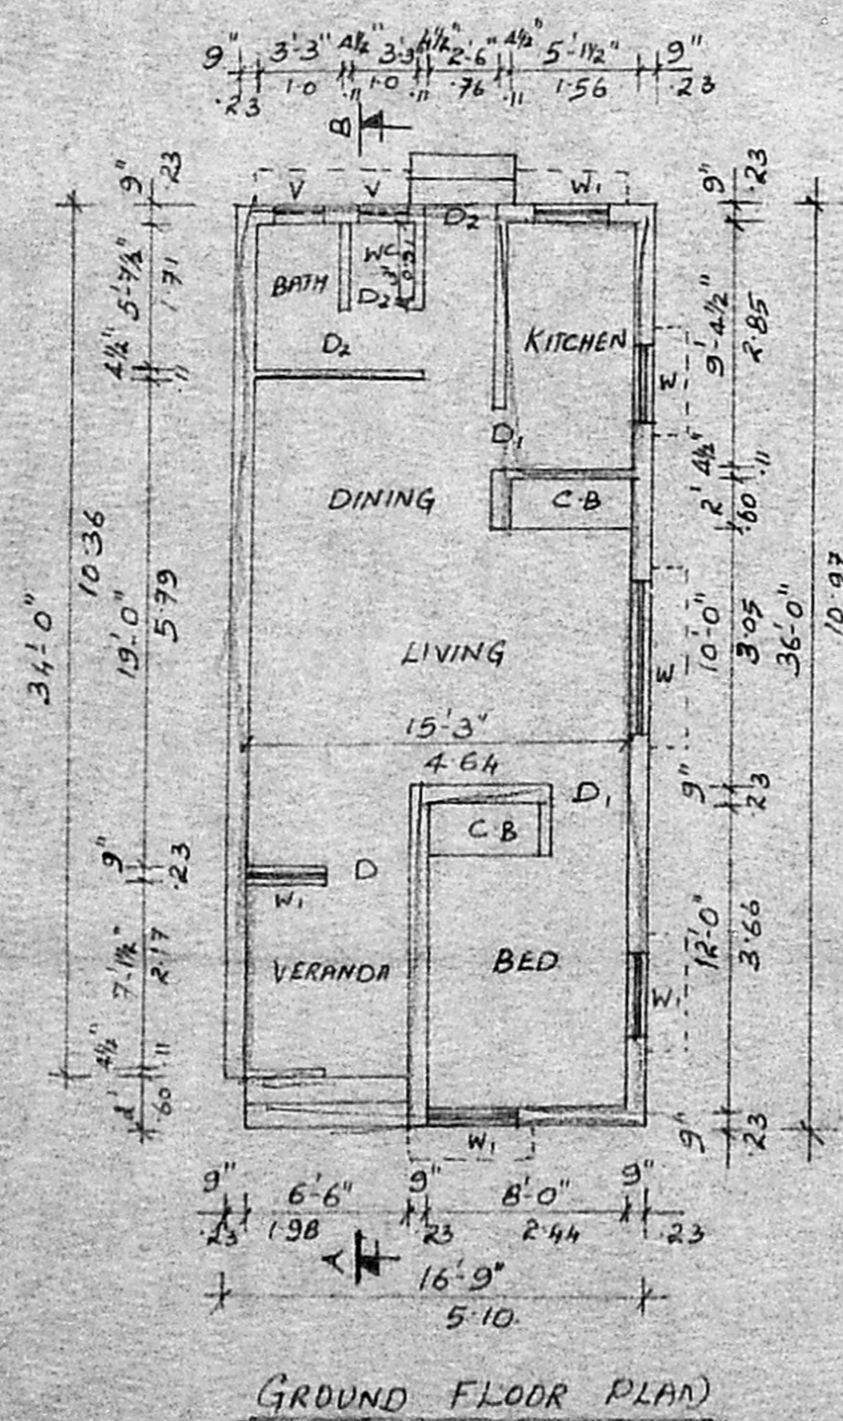 9" 3'-3" 4½" 3'-3 4½" 2'-6" 4½" 5'-1½" 9"
.23 1.0 .11 1.0 .11 .76 .11 1.56 .23
B
V V D2 W1
BATH WC D2 KITCHEN
D2
W
D1
DINING C.B
LIVING
W
15'-3"
4.64
D1
C.B
D
W1
VERANDA BED
W1
W1
9" 5'-7½" 4½" 19'-0" 9" 7'-1½" 4½" 2'
.23 1.71 .11 5.79 .23 2.17 .11 .60
34'-0"
10.36
9" 9'-4½" 4½" 2' 10'-0" 9" 12'-0" 9"
.23 2.85 .11 .60 3.05 .23 3.66 .23
36'-0"
10.97
9" 6'-6" 9" 8'-0" 9"
.23 1.98 .23 2.44 .23
A
16'-9"
5.10
GROUND FLOOR PLAN